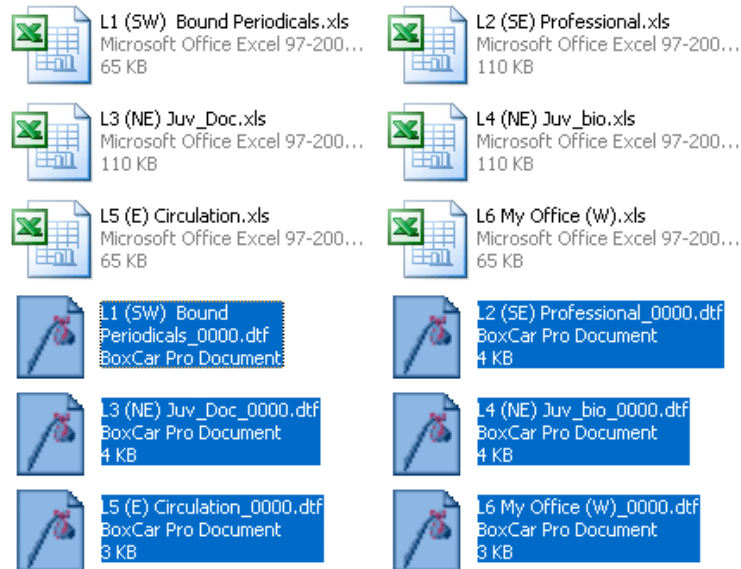 L1 (SW)  Bound Periodicals.xls
Microsoft Office Excel 97-200...
65 KB
L2 (SE) Professional.xls
Microsoft Office Excel 97-200...
110 KB
L3 (NE) Juv_Doc.xls
Microsoft Office Excel 97-200...
110 KB
L4 (NE) Juv_bio.xls
Microsoft Office Excel 97-200...
110 KB
L5 (E) Circulation.xls
Microsoft Office Excel 97-200...
65 KB
L6 My Office (W).xls
Microsoft Office Excel 97-200...
65 KB
L1 (SW)  Bound
Periodicals_0000.dtf
BoxCar Pro Document
L2 (SE) Professional_0000.dtf
BoxCar Pro Document
4 KB
L3 (NE) Juv_Doc_0000.dtf
BoxCar Pro Document
4 KB
L4 (NE) Juv_bio_0000.dtf
BoxCar Pro Document
4 KB
L5 (E) Circulation_0000.dtf
BoxCar Pro Document
3 KB
L6 My Office (W)_0000.dtf
BoxCar Pro Document
3 KB